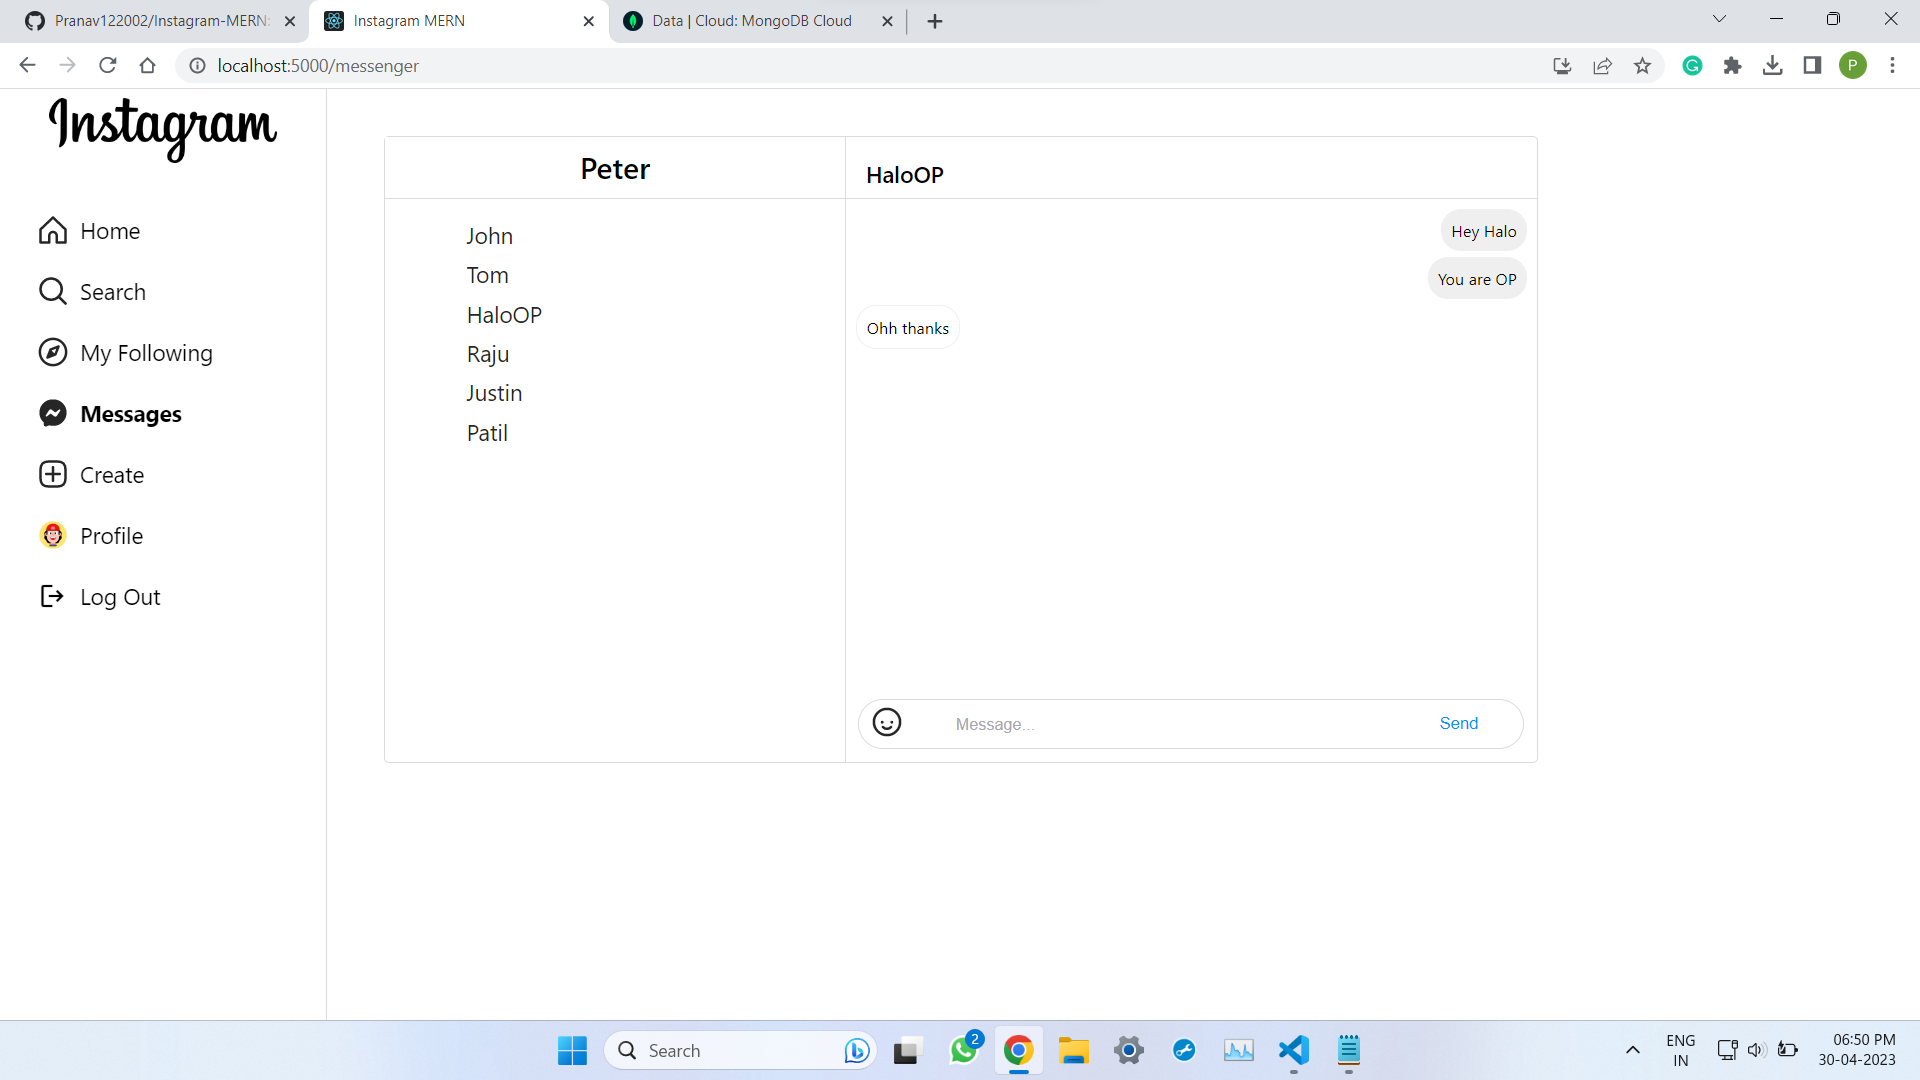 Pranav122002/Instagram-MERN:
Instagram MERN
Data | Cloud: MongoDB Cloud
localhost:5000/messenger
P
Instagram
Home
Search
My Following
Messages
Create
Profile
Log Out
Peter
John
Tom
HaloOP
Raju
Justin
Patil
HaloOP
Hey Halo
You are OP
Ohh thanks
Message...
Send
Search
2
ENG
IN
06:50 PM
30-04-2023